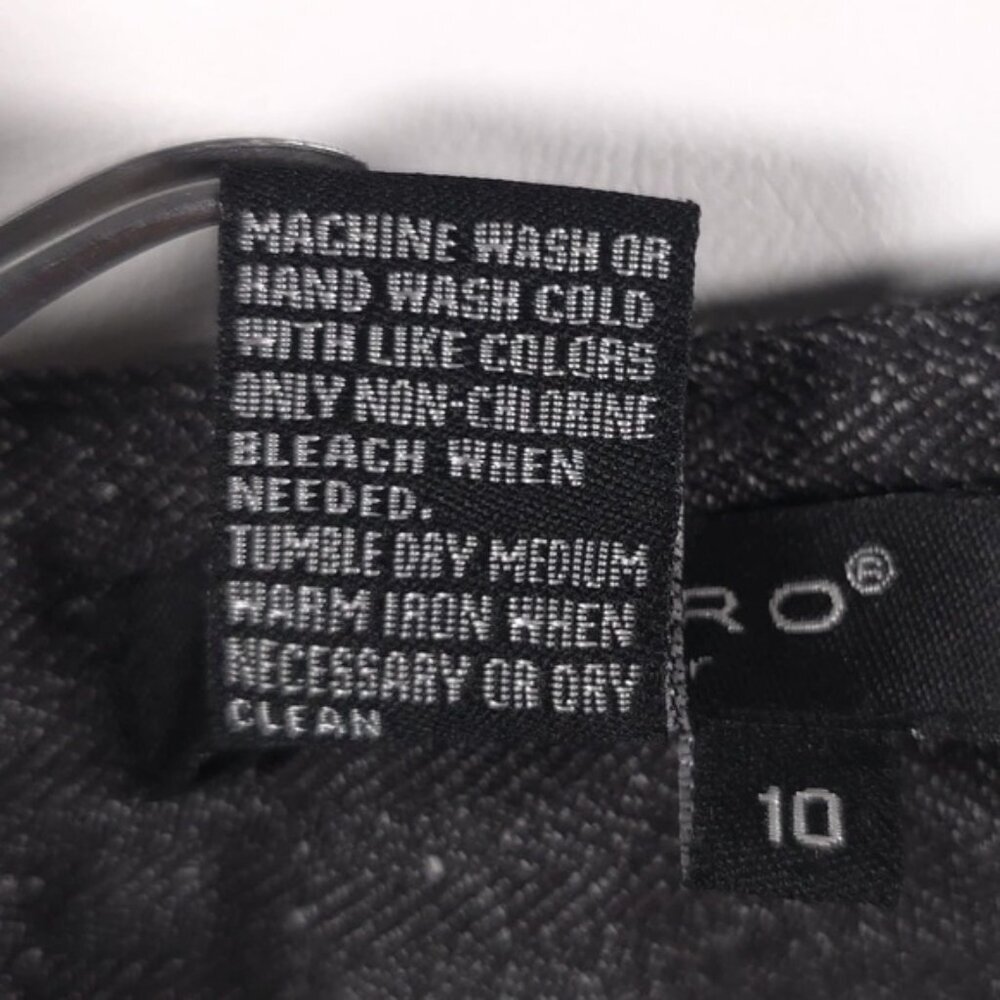 MACHINE WASH OR
HAND WASH COLD
WITH LIKE COLORS
ONLY NON-CHLORINE
BLEACH WHEN
NEEDED.
TUMBLE DRY MEDIUM
WARM IRON WHEN
NECESSARY OR DRY
CLEAN
RO®
r
10